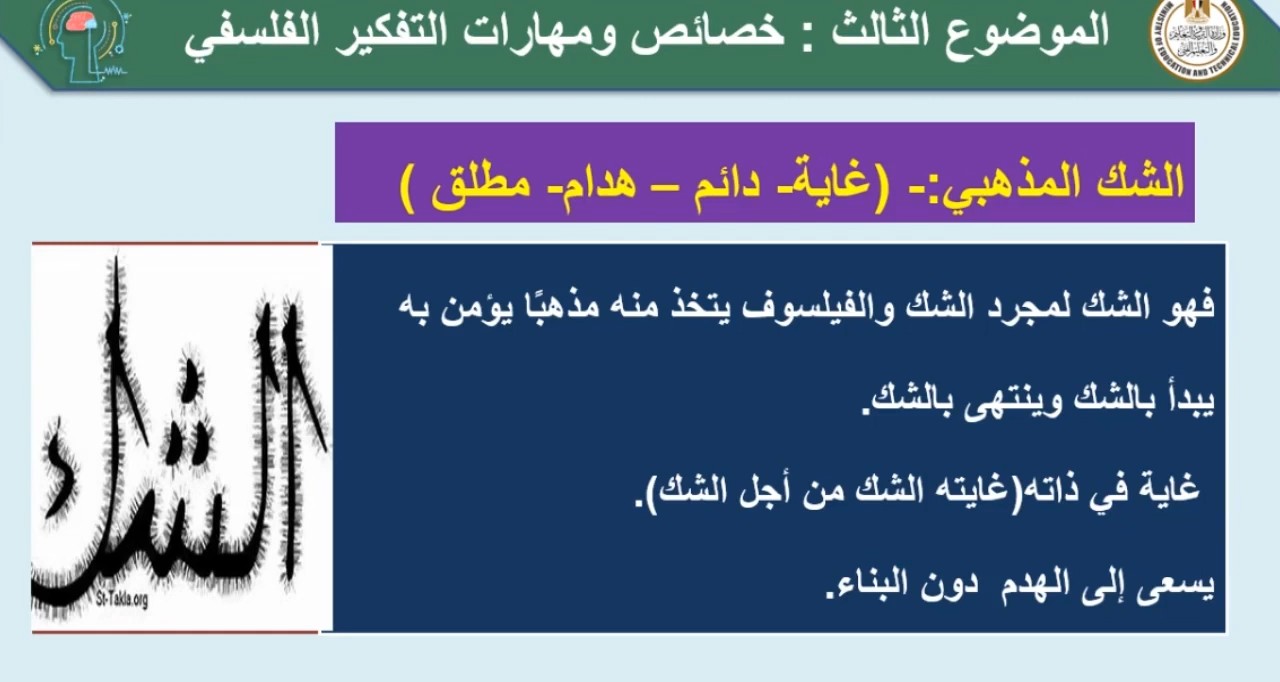 الموضوع الثالث : خصائص ومهارات التفكير الفلسفي
الشك المذهبي:- (غاية- دائم – هدام- مطلق )
فهو الشك لمجرد الشك والفيلسوف يتخذ منه مذهبًا يؤمن به
يبدأ بالشك وينتهى بالشك.
غاية في ذاته(غايته الشك من أجل الشك).
يسعى إلى الهدم دون البناء.
الشك
St-Takla.org